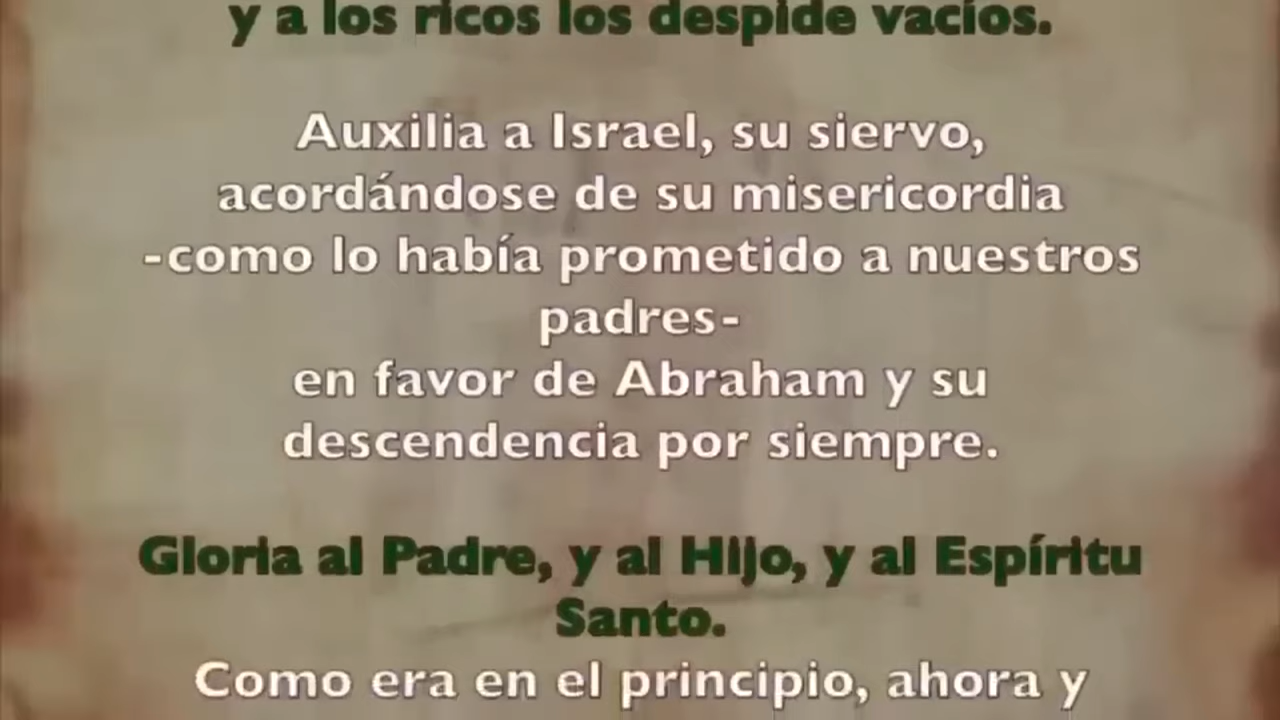 y a los ricos los despide vacíos.
Auxilia a Israel, su siervo,
acordándose de su misericordia
-como lo había prometido a nuestros
padres-
en favor de Abraham y su
descendencia por siempre.
Gloria al Padre, y al Hijo, y al Espíritu
Santo.
Como era en el principio, ahora y